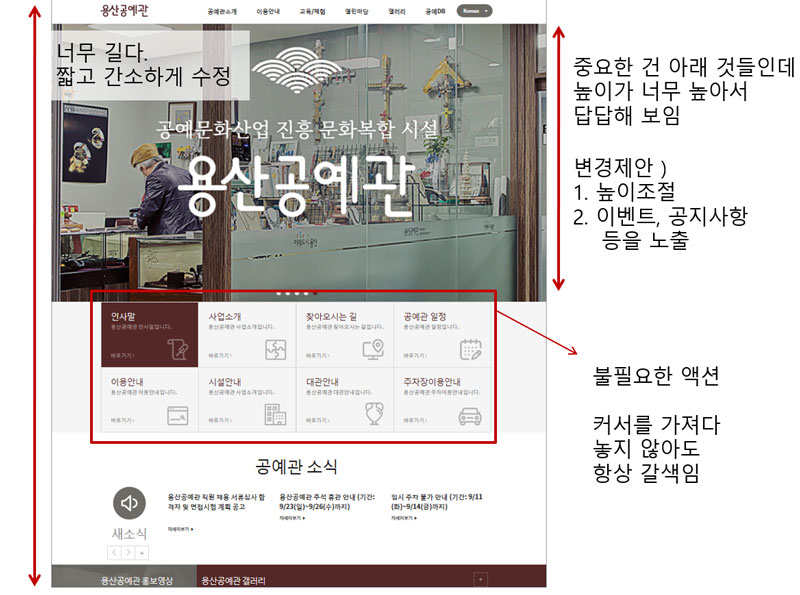 용산공예관
공예관소개 이용안내 교육/체험 열린마당 갤러리 공예DB Korean
너무 길다.
짧고 간소하게 수정
공예문화산업 진흥 문화복합 시설
용산공예관
중요한 건 아래 것들인데
높이가 너무 높아서
답답해 보임
변경제안 )
1. 높이조절
2. 이벤트, 공지사항
등을 노출
인사말
용산공예관 인사말입니다.
바로가기 >
사업소개
용산공예관 사업소개입니다.
바로가기 >
찾아오시는 길
용산공예관 찾아오시는 길입니다.
바로가기 >
공예관 일정
용산공예관 일정입니다.
바로가기 >
이용안내
용산공예관 이용안내입니다.
바로가기 >
시설안내
용산공예관 사업소개입니다.
바로가기 >
대관안내
용산공예관 대관안내입니다.
바로가기 >
주차장이용안내
용산공예관 주차이용안내입니다.
바로가기 >
불필요한 액션
커서를 가져다
놓지 않아도
항상 갈색임
공예관 소식
새소식
용산공예관 직원 채용 서류심사 합
격자 및 면접시험 계획 공고
자세히보기 ▸
용산공예관 추석 휴관 안내 (기간:
9/23(일)~9/26(수)까지)
자세히보기 ▸
임시 주차 불가 안내 (기간: 9/11
(화)~9/14(금)까지)
자세히보기 ▸
용산공예관 홍보영상
용산공예관 갤러리